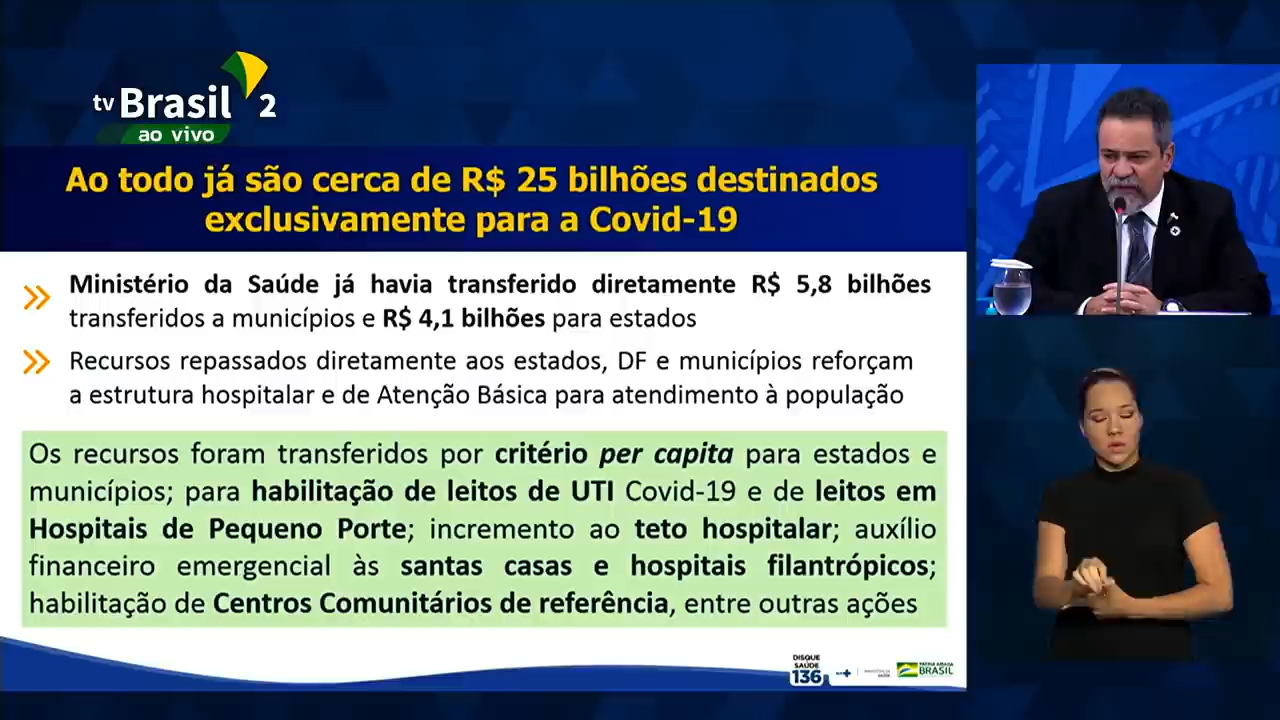 tv Brasil 2
ao vivo
Ao todo já são cerca de R$ 25 bilhões destinados
exclusivamente para a Covid-19
Ministério da Saúde já havia transferido diretamente R$ 5,8 bilhões
transferidos a municípios e R$ 4,1 bilhões para estados
Recursos repassados diretamente aos estados, DF e municípios reforçam
a estrutura hospitalar e de Atenção Básica para atendimento à população
Os recursos foram transferidos por critério per capita para estados e
municípios; para habilitação de leitos de UTI Covid-19 e de leitos em
Hospitais de Pequeno Porte; incremento ao teto hospitalar; auxílio
financeiro emergencial às santas casas e hospitais filantrópicos;
habilitação de Centros Comunitários de referência, entre outras ações
DISQUE
SAÚDE
136
PÁTRIA AMADA
BRASIL